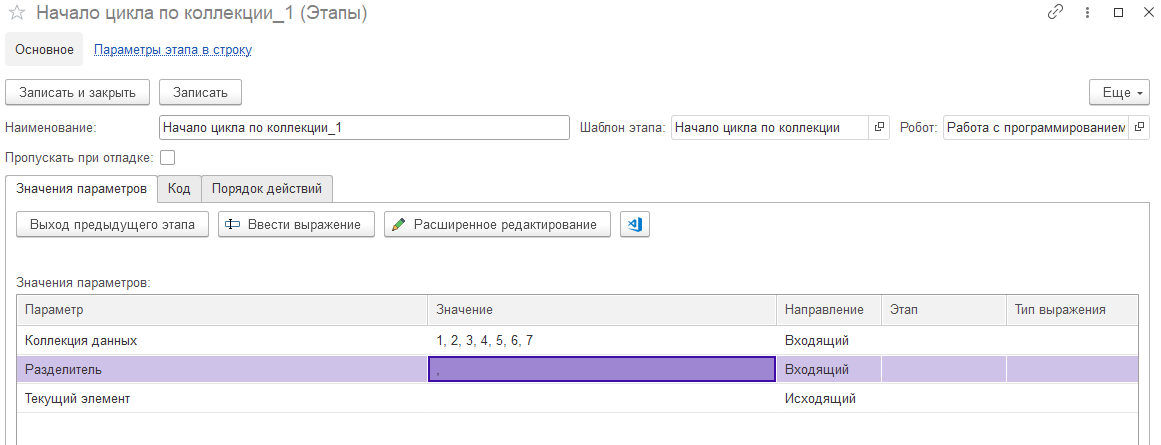 Начало цикла по коллекции_1 (Этапы)
Основное Параметры этапа в строку
Записать и закрыть Записать Еще
Наименование: Начало цикла по коллекции_1 Шаблон этапа: Начало цикла по коллекции Робот: Работа с программированием
Пропускать при отладке:
Значения параметров Код Порядок действий
Выход предыдущего этапа Ввести выражение Расширенное редактирование
Значения параметров:
Параметр Значение Направление Этап Тип выражения
Коллекция данных 1, 2, 3, 4, 5, 6, 7 Входящий
Разделитель , Входящий
Текущий элемент Исходящий